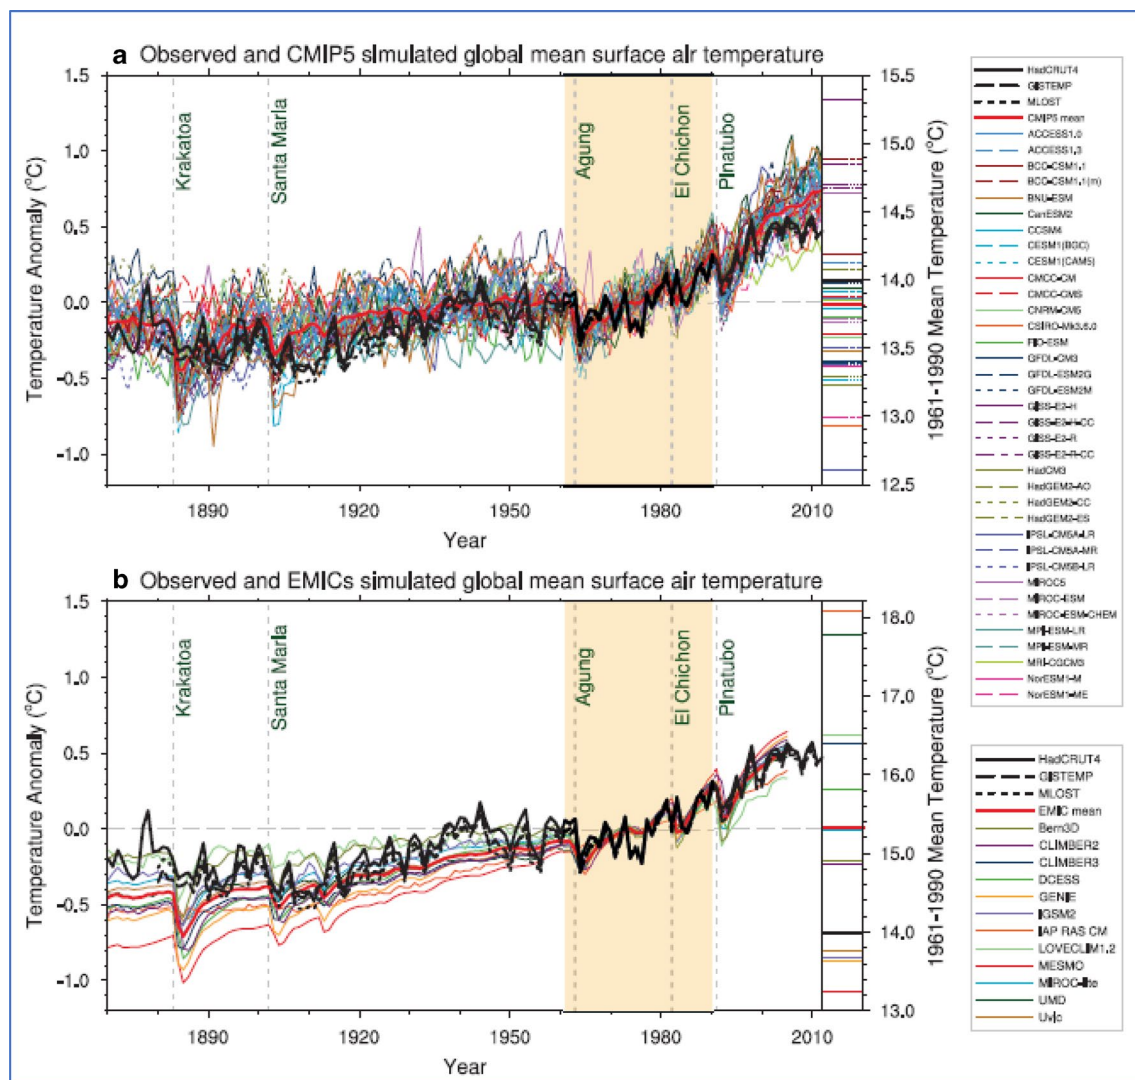 a Observed and CMIP5 simulated global mean surface air temperature
1.5
1.0
0.5
0.0
-0.5
-1.0
Temperature Anomaly (°C)
Krakatoa
Santa Maria
Agung
El Chichon
Pinatubo
15.5
15.0
14.5
14.0
13.5
13.0
12.5
1961-1990 Mean Temperature (°C)
1890
1920
1950
1980
2010
Year
HadCRUT4
GISTEMP
MLOST
CMIP5 mean
ACCESS1.0
ACCESS1.3
BCC-CSM1.1
BCC-CSM1.1(m)
BNU-ESM
CanESM2
CCSM4
CESM1(BGC)
CESM1(CAM5)
CMCC-CM
CMCC-CMS
CNRM-CM5
CSIRO-Mk3.6.0
FIO-ESM
GFDL-CM3
GFDL-ESM2G
GFDL-ESM2M
GISS-E2-H
GISS-E2-H-CC
GISS-E2-R
GISS-E2-R-CC
HadCM3
HadGEM2-AO
HadGEM2-CC
HadGEM2-ES
IPSL-CM5A-LR
IPSL-CM5A-MR
IPSL-CM5B-LR
MIROC5
MIROC-ESM
MIROC-ESM-CHEM
MPI-ESM-LR
MPI-ESM-MR
MRI-CGCM3
NorESM1-M
NorESM1-ME
b Observed and EMICs simulated global mean surface air temperature
1.5
1.0
0.5
0.0
-0.5
-1.0
Temperature Anomaly (°C)
Krakatoa
Santa Maria
Agung
El Chichon
Pinatubo
18.0
17.0
16.0
15.0
14.0
13.0
1961-1990 Mean Temperature (°C)
1890
1920
1950
1980
2010
Year
HadCRUT4
GISTEMP
MLOST
EMIC mean
Bern3D
CLIMBER2
CLIMBER3
DCESS
GENIE
IGSM2
IAP RAS CM
LOVECLIM1.2
MESMO
MIROC-lite
UMD
Uvic